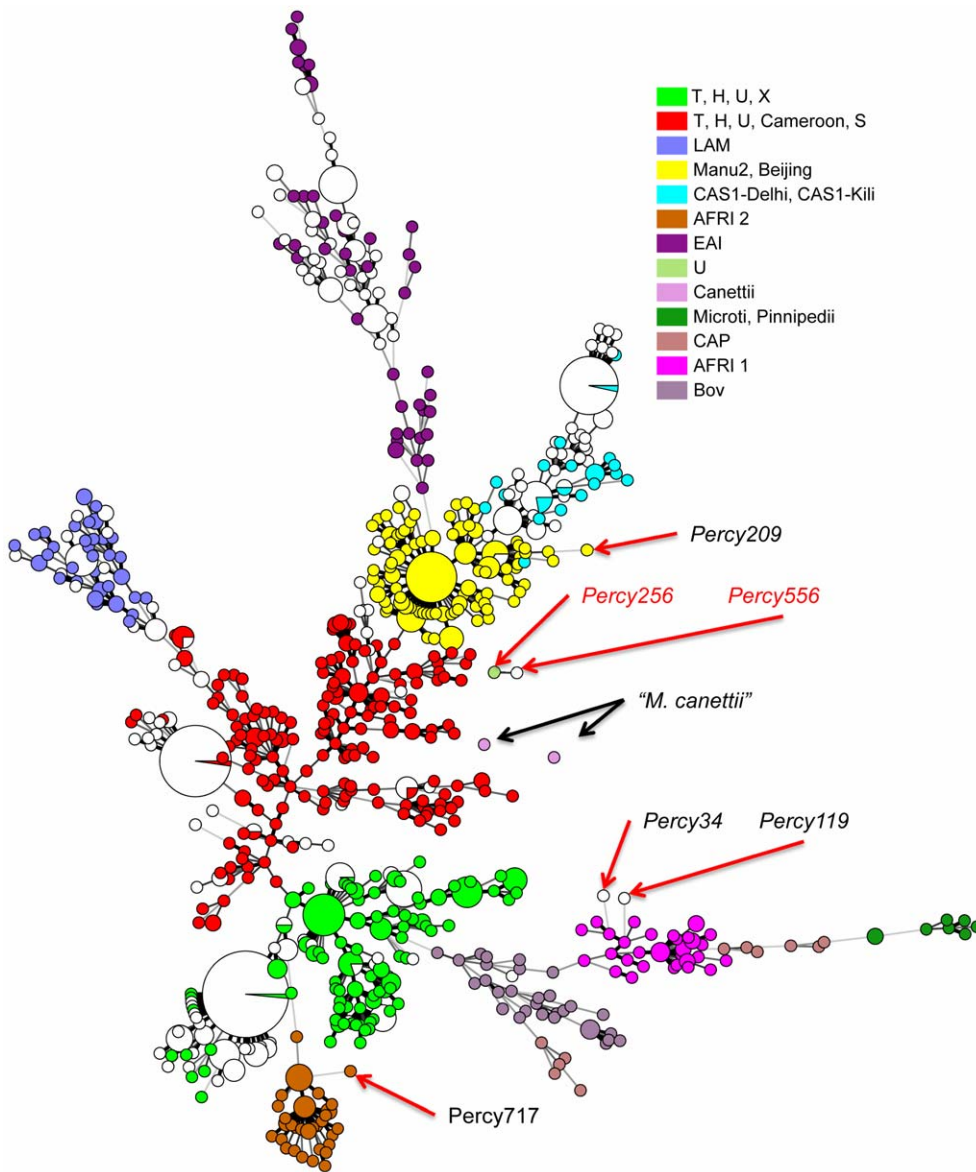 T, H, U, X
T, H, U, Cameroon, S
LAM
Manu2, Beijing
CAS1-Delhi, CAS1-Kili
AFRI 2
EAI
U
Canettii
Microti, Pinnipedii
CAP
AFRI 1
Bov
Percy209
Percy256 Percy556
“M. canettii”
Percy34 Percy119
Percy717